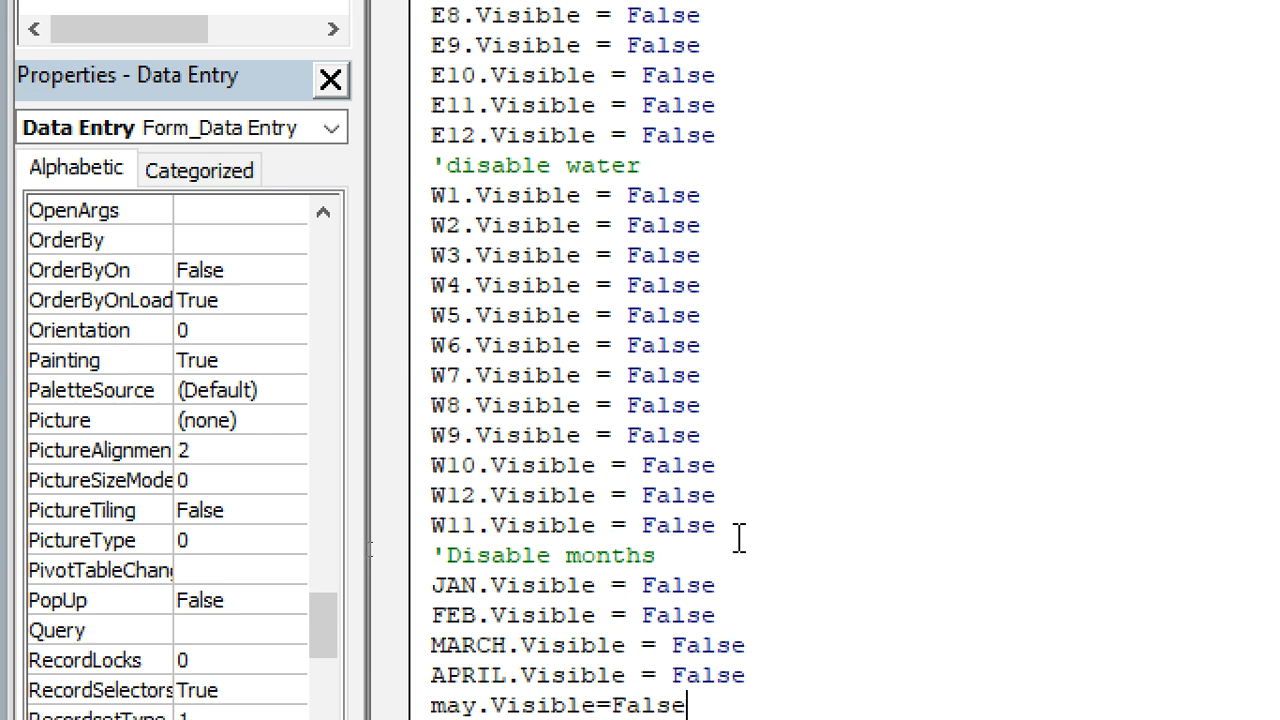 Properties - Data Entry
Data Entry Form_Data Entry
Alphabetic Categorized
OpenArgs
OrderBy
OrderByOn False
OrderByOnLoad True
Orientation 0
Painting True
PaletteSource (Default)
Picture (none)
PictureAlignmen 2
PictureSizeMode 0
PictureTiling False
PictureType 0
PivotTableChang
PopUp False
Query
RecordLocks 0
RecordSelectors True
RecordsetType 1
E8.Visible = False
E9.Visible = False
E10.Visible = False
E11.Visible = False
E12.Visible = False
'disable water
W1.Visible = False
W2.Visible = False
W3.Visible = False
W4.Visible = False
W5.Visible = False
W6.Visible = False
W7.Visible = False
W8.Visible = False
W9.Visible = False
W10.Visible = False
W12.Visible = False
W11.Visible = False
'Disable months
JAN.Visible = False
FEB.Visible = False
MARCH.Visible = False
APRIL.Visible = False
may.Visible=False